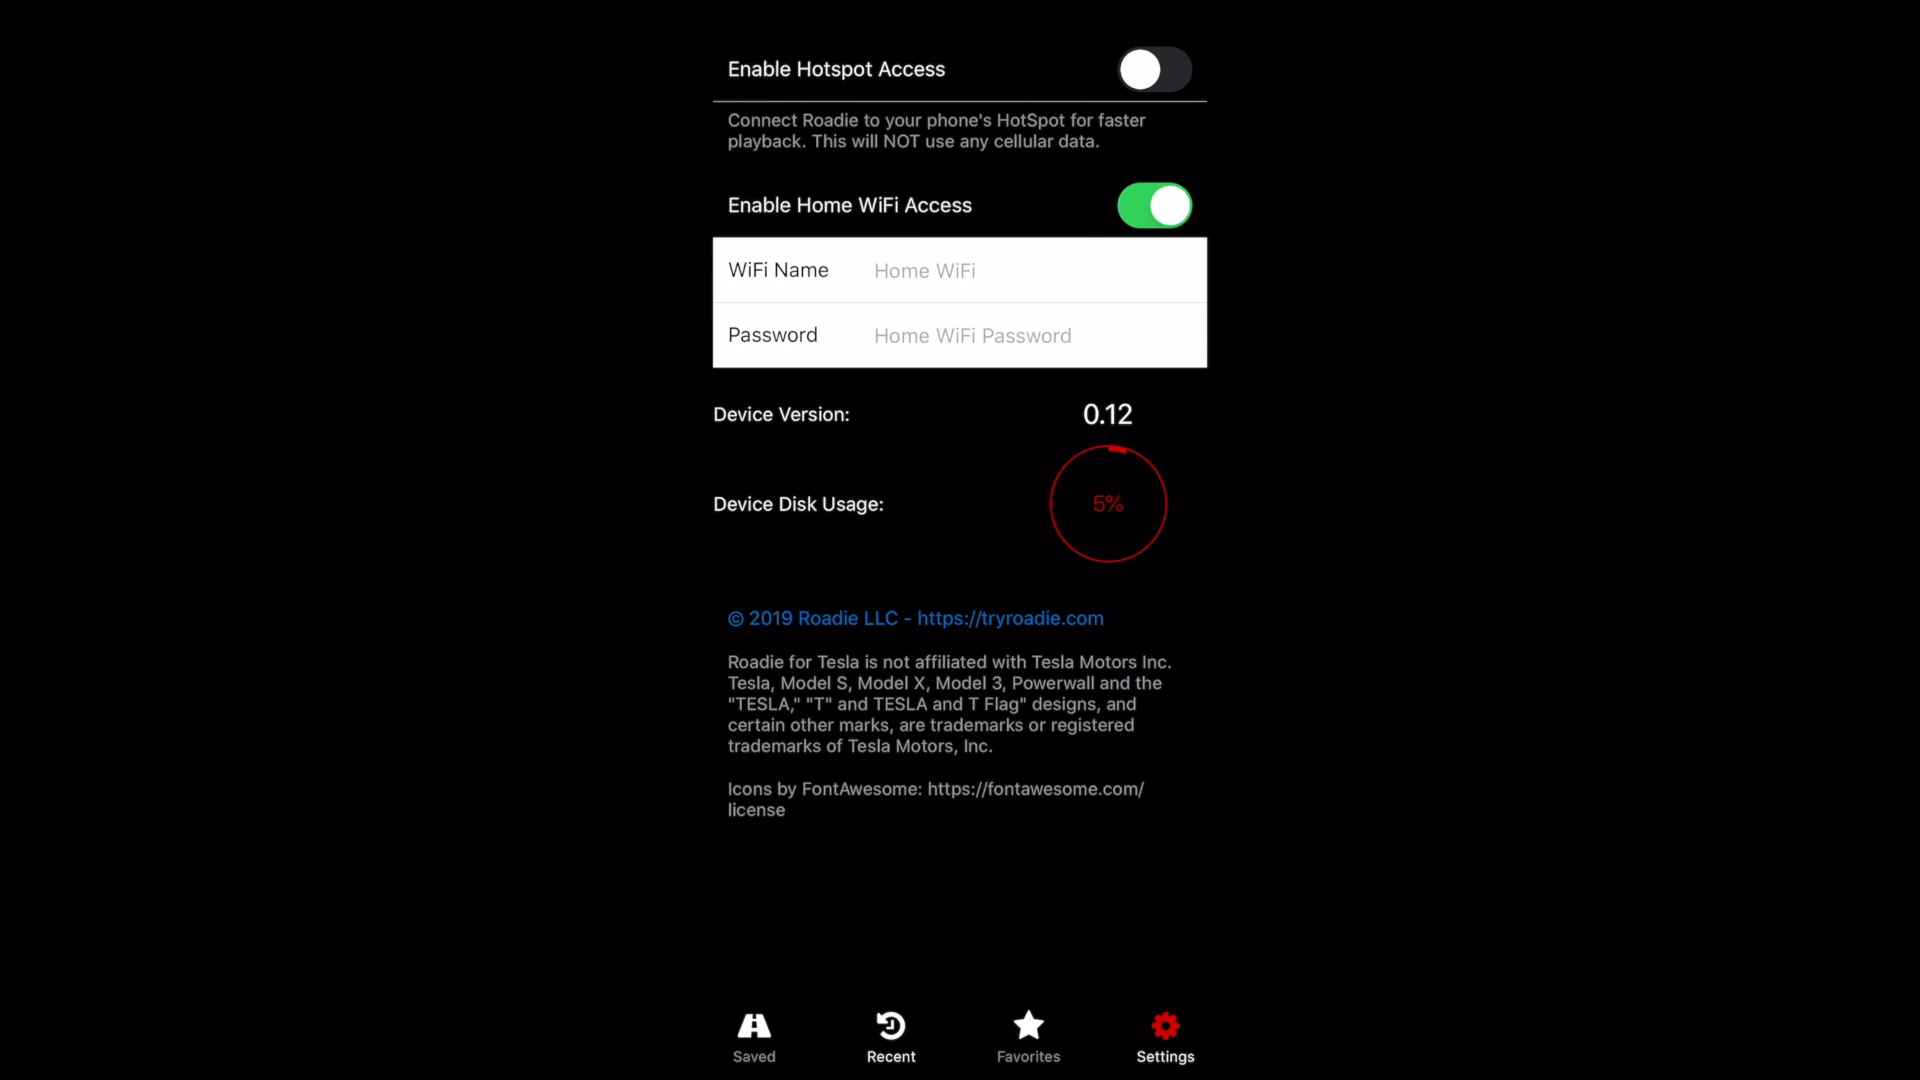 Enable Hotspot Access
Connect Roadie to your phone's HotSpot for faster
playback. This will NOT use any cellular data.
Enable Home WiFi Access
WiFi Name Home WiFi
Password Home WiFi Password
Device Version: 0.12
Device Disk Usage: 5%
© 2019 Roadie LLC - https://tryroadie.com
Roadie for Tesla is not affiliated with Tesla Motors Inc.
Tesla, Model S, Model X, Model 3, Powerwall and the
"TESLA," "T" and TESLA and T Flag" designs, and
certain other marks, are trademarks or registered
trademarks of Tesla Motors, Inc.
Icons by FontAwesome: https://fontawesome.com/
license
Saved Recent Favorites Settings